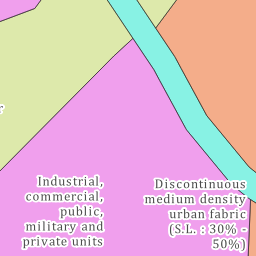 Industrial,
commercial,
public,
military and
private units
Discontinuous
medium density
urban fabric
(S.L. : 30% -
50%)